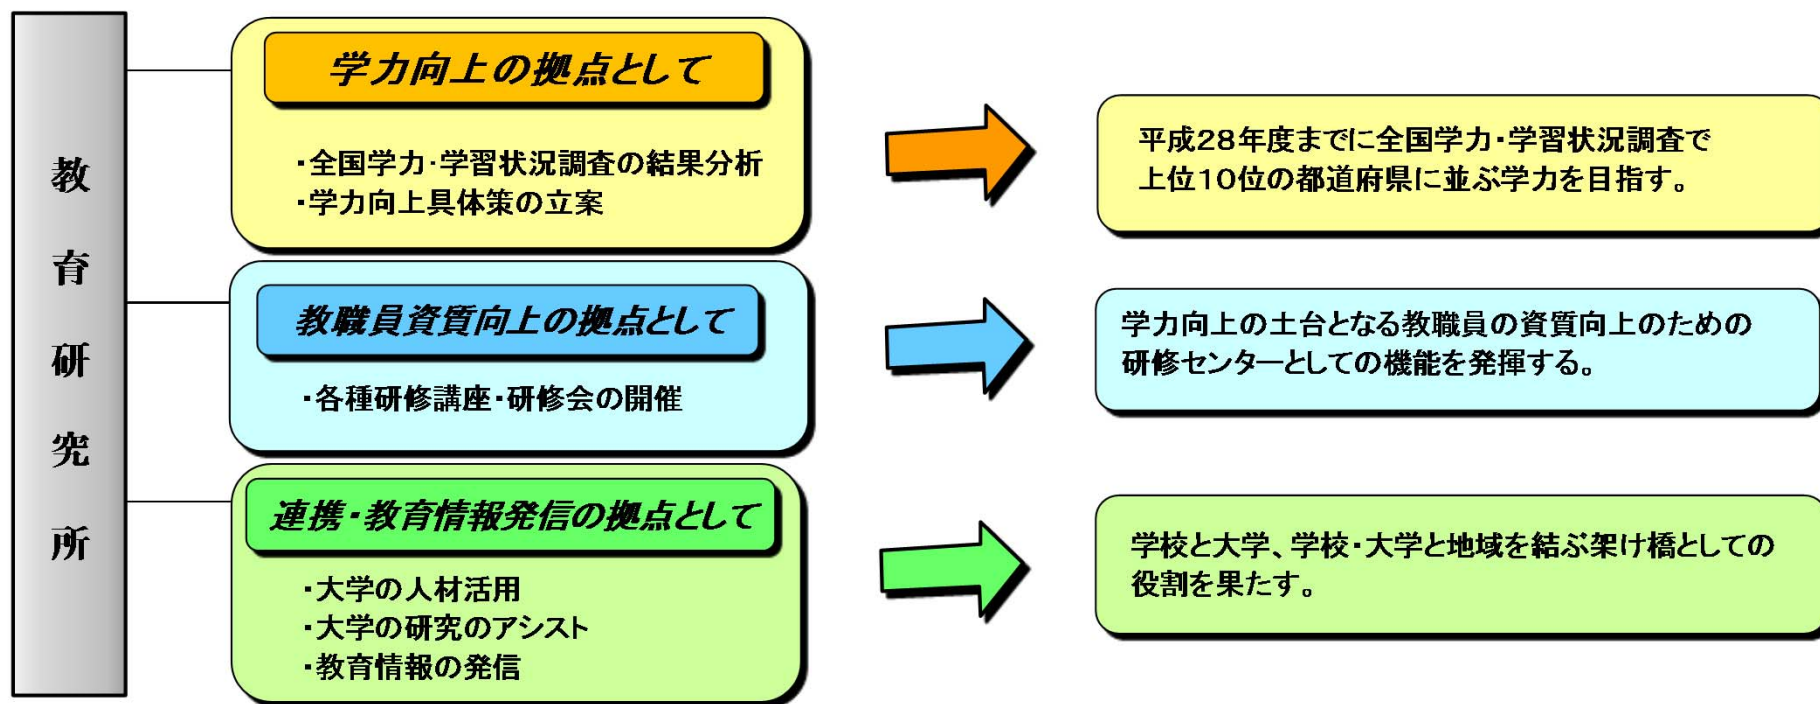 教育研究所
学力向上の拠点として
・全国学力・学習状況調査の結果分析
・学力向上具体策の立案
平成28年度までに全国学力・学習状況調査で
上位10位の都道府県に並ぶ学力を目指す。
教職員資質向上の拠点として
・各種研修講座・研修会の開催
学力向上の土台となる教職員の資質向上のための
研修センターとしての機能を発揮する。
連携・教育情報発信の拠点として
・大学の人材活用
・大学の研究のアシスト
・教育情報の発信
学校と大学、学校・大学と地域を結ぶ架け橋としての
役割を果たす。